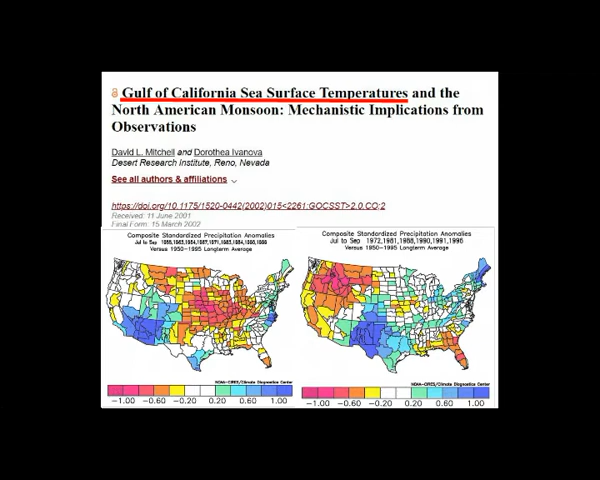 Gulf of California Sea Surface Temperatures and the
North American Monsoon: Mechanistic Implications from
Observations
David L. Mitchell and Dorothea Ivanova
Desert Research Institute, Reno, Nevada
See all authors & affiliations
https://doi.org/10.1175/1520-0442(2002)015<2261:GOCSST>2.0.CO;2
Received: 11 June 2001
Final Form: 15 March 2002
Composite Standardized Precipitation Anomalies
Jul to Sep
Versus 1950-1995 Longterm Average
NOAA-CIRES/Climate Diagnostics Center
-1.00 -0.60 -0.20 0.20 0.60 1.00
Composite Standardized Precipitation Anomalies
Jul to Sep 1972,1981,1988,1990,1991,1996
Versus 1950-1995 Longterm Average
NOAA-CIRES/Climate Diagnostics Center
-1.00 -0.60 -0.20 0.20 0.60 1.00